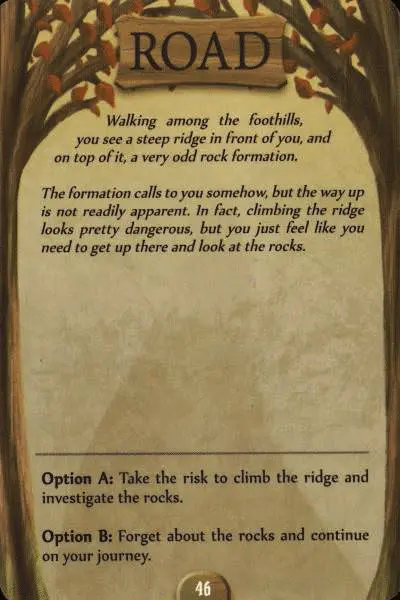 ROAD
Walking among the foothills,
you see a steep ridge in front of you, and
on top of it, a very odd rock formation.
The formation calls to you somehow, but the way up
is not readily apparent. In fact, climbing the ridge
looks pretty dangerous, but you just feel like you
need to get up there and look at the rocks.
Option A: Take the risk to climb the ridge and
investigate the rocks.
Option B: Forget about the rocks and continue
on your journey.
46